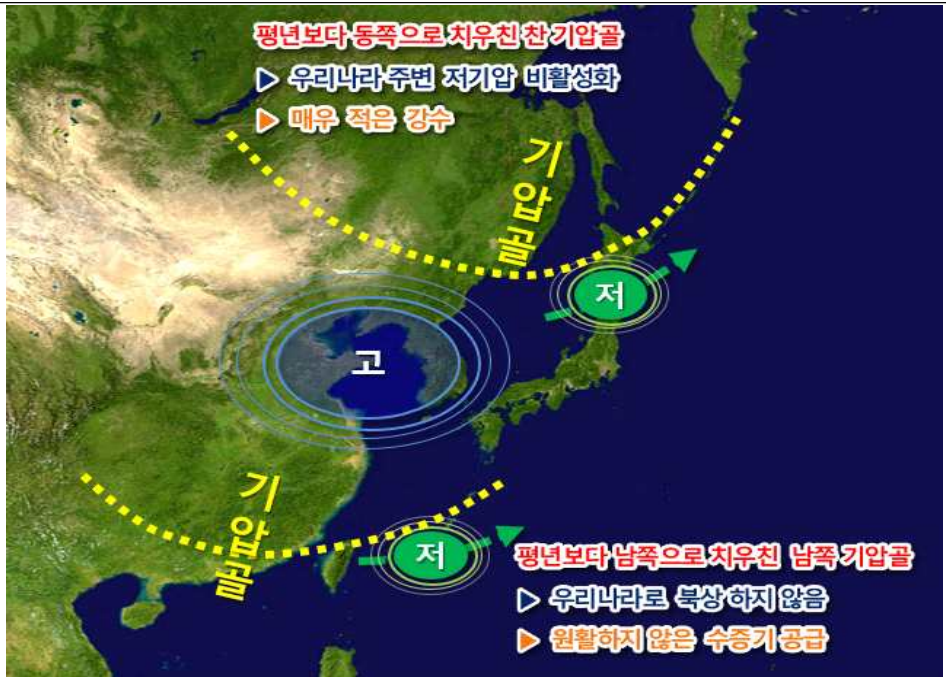 평년보다 동쪽으로 치우친 찬 기압골
▶ 우리나라 주변 저기압 비활성화
▶ 매우 적은 강수
기압골
저
고
기압골
저
평년보다 남쪽으로 치우친 남쪽 기압골
▶ 우리나라로 북상 하지 않음
▶ 원활하지 않은 수증기 공급